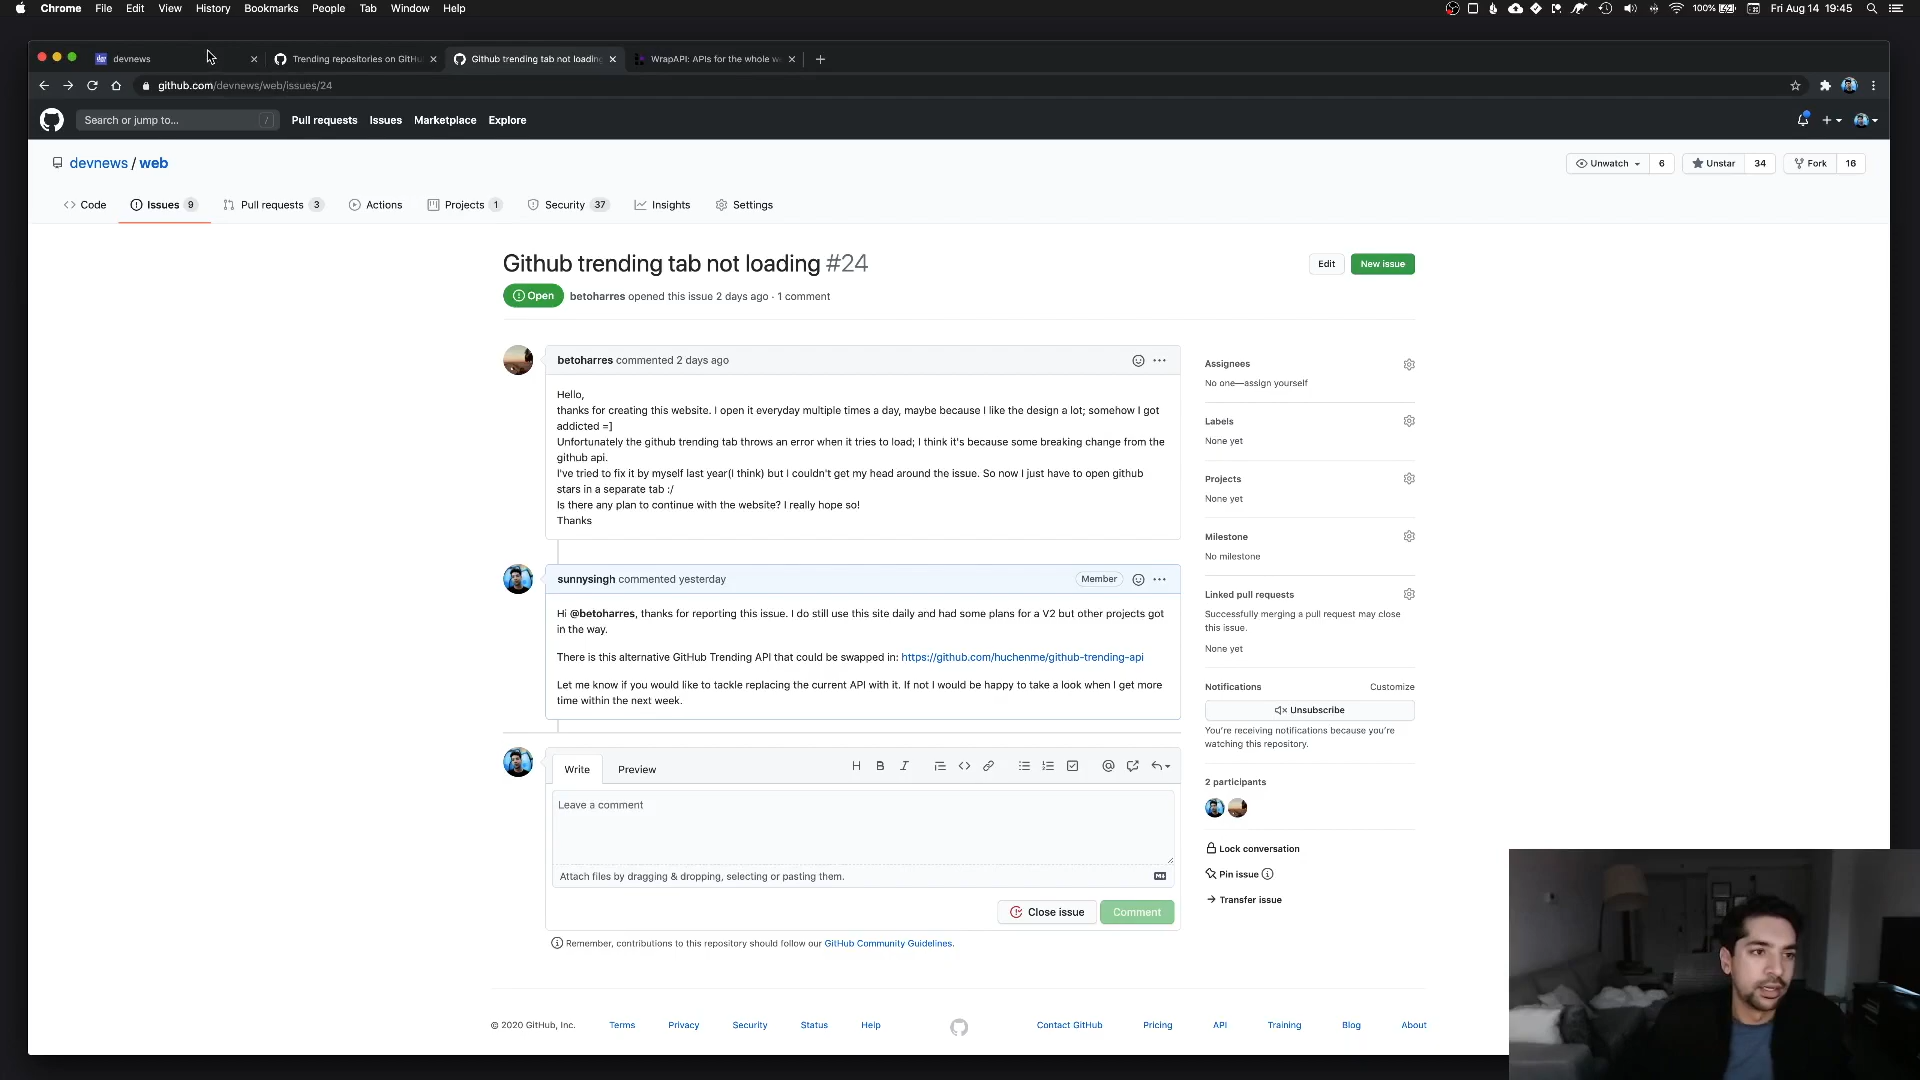 Chrome File Edit View History Bookmarks People Tab Window Help
100% Fri Aug 14 19:45
devnews
Trending repositories on GitHu
Github trending tab not loading
WrapAPI: APIs for the whole we
github.com/devnews/web/issues/24
Search or jump to... /
Pull requests Issues Marketplace Explore
devnews / web
Unwatch 6 Unstar 34 Fork 16
Code Issues 9 Pull requests 3 Actions Projects 1 Security 37 Insights Settings
Github trending tab not loading #24
Edit New issue
Open betoharres opened this issue 2 days ago · 1 comment
betoharres commented 2 days ago
Hello,
thanks for creating this website. I open it everyday multiple times a day, maybe because I like the design a lot; somehow I got
addicted =]
Unfortunately the github trending tab throws an error when it tries to load; I think it's because some breaking change from the
github api.
I've tried to fix it by myself last year(I think) but I couldn't get my head around the issue. So now I just have to open github
stars in a separate tab :/
Is there any plan to continue with the website? I really hope so!
Thanks
sunnysingh commented yesterday
Member
Hi @betoharres, thanks for reporting this issue. I do still use this site daily and had some plans for a V2 but other projects got
in the way.
There is this alternative GitHub Trending API that could be swapped in: https://github.com/huchenme/github-trending-api
Let me know if you would like to tackle replacing the current API with it. If not I would be happy to take a look when I get more
time within the next week.
Write Preview
Leave a comment
Attach files by dragging & dropping, selecting or pasting them.
Close issue Comment
Remember, contributions to this repository should follow our GitHub Community Guidelines.
Assignees
No one—assign yourself
Labels
None yet
Projects
None yet
Milestone
No milestone
Linked pull requests
Successfully merging a pull request may close
this issue.
None yet
Notifications Customize
Unsubscribe
You're receiving notifications because you're
watching this repository.
2 participants
Lock conversation
Pin issue
Transfer issue
© 2020 GitHub, Inc. Terms Privacy Security Status Help Contact GitHub Pricing API Training Blog About